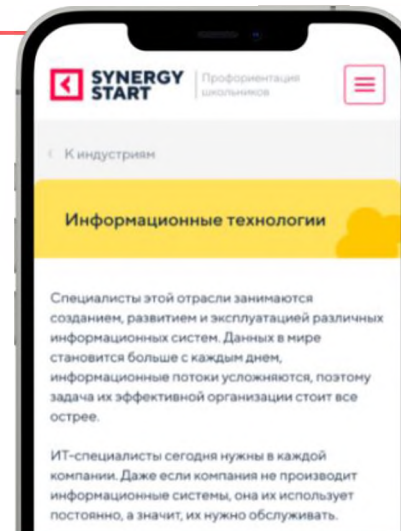 SYNERGY
START
Профориентация
школьников
К индустриям
Информационные технологии
Специалисты этой отрасли занимаются
созданием, развитием и эксплуатацией различных
информационных систем. Данных в мире
становится больше с каждым днем,
информационные потоки усложняются, поэтому
задача их эффективной организации стоит все
острее.
ИТ-специалисты сегодня нужны в каждой
компании. Даже если компания не производит
информационные системы, она их использует
постоянно, а значит, их нужно обслуживать.